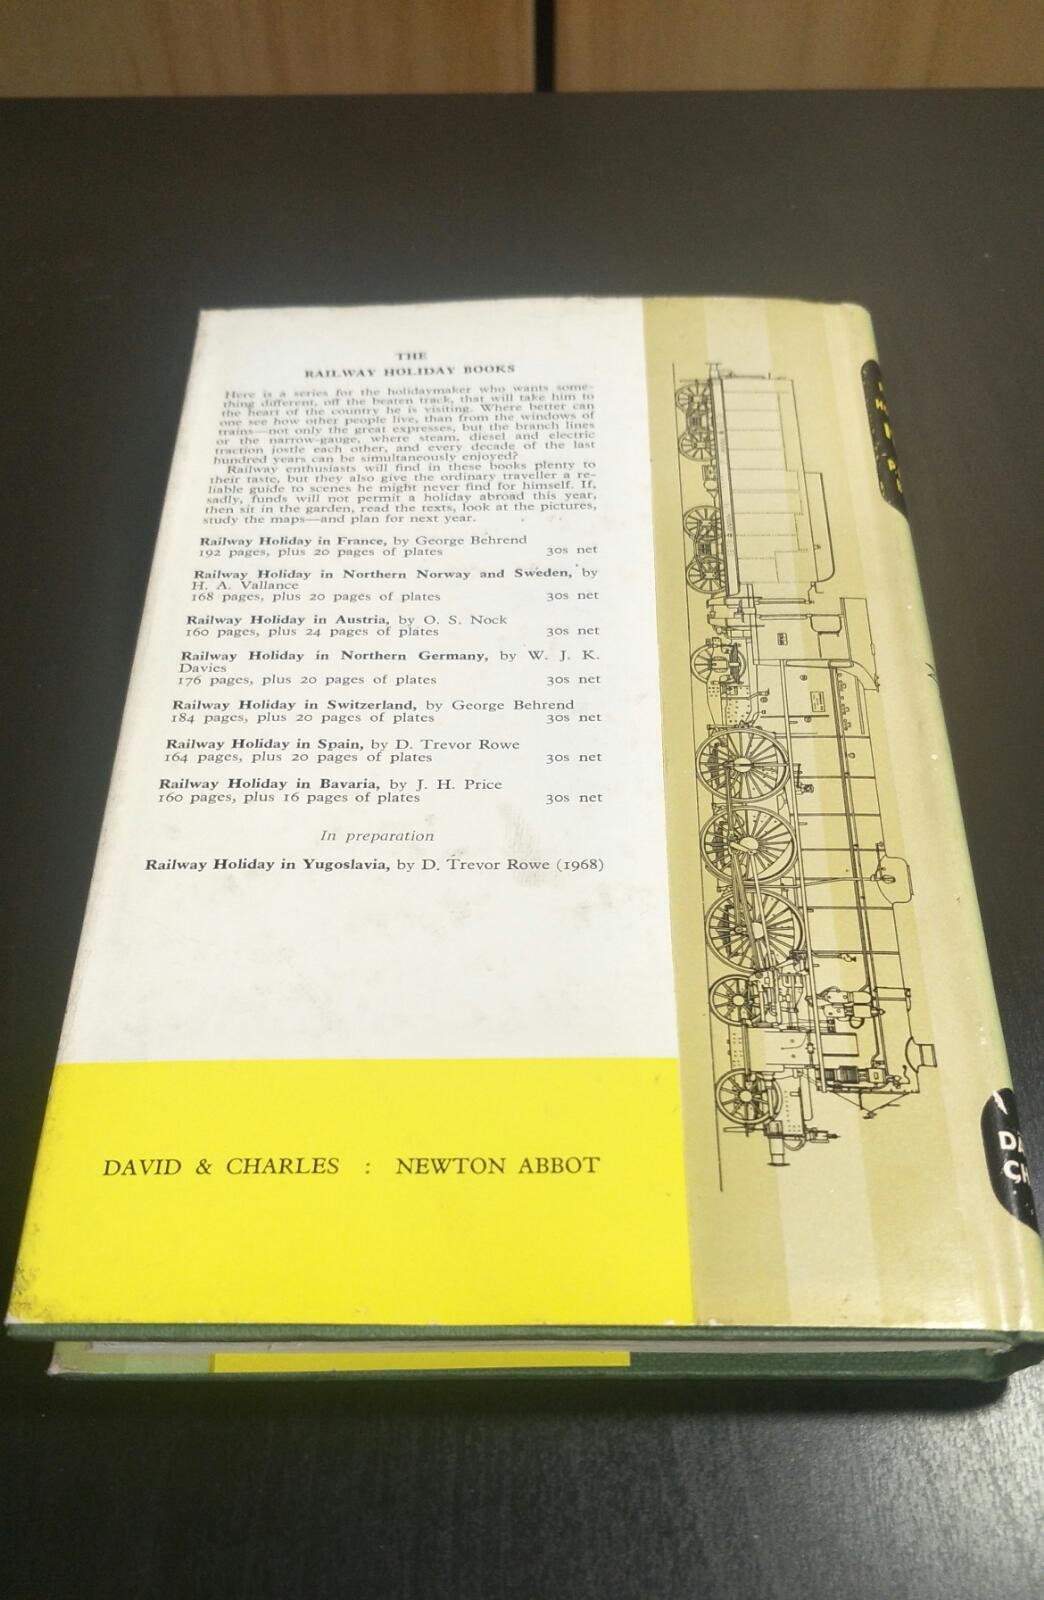 THE
RAILWAY HOLIDAY BOOKS
Here is a series for the holidaymaker who wants some-
thing different, off the beaten track, that will take him to
the heart of the country he is visiting. Where better can
one see how other people live, than from the windows of
trains—not only the great expresses, but the branch lines
or the narrow-gauge, where steam, diesel and electric
traction jostle each other, and every decade of the last
hundred years can be simultaneously enjoyed?
Railway enthusiasts will find in these books plenty to
their taste, but they also give the ordinary traveller a re-
liable guide to scenes he might never find for himself. If,
sadly, funds will not permit a holiday abroad this year,
then sit in the garden, read the texts, look at the pictures,
study the maps—and plan for next year.
Railway Holiday in France, by George Behrend
192 pages, plus 20 pages of plates 30s net
Railway Holiday in Northern Norway and Sweden, by
H. A. Vallance
168 pages, plus 20 pages of plates 30s net
Railway Holiday in Austria, by O. S. Nock
160 pages, plus 24 pages of plates 30s net
Railway Holiday in Northern Germany, by W. J. K.
Davies
176 pages, plus 20 pages of plates 30s net
Railway Holiday in Switzerland, by George Behrend
184 pages, plus 20 pages of plates 30s net
Railway Holiday in Spain, by D. Trevor Rowe
164 pages, plus 20 pages of plates 30s net
Railway Holiday in Bavaria, by J. H. Price
160 pages, plus 16 pages of plates 30s net
In preparation
Railway Holiday in Yugoslavia, by D. Trevor Rowe (1968)
DAVID & CHARLES : NEWTON ABBOT